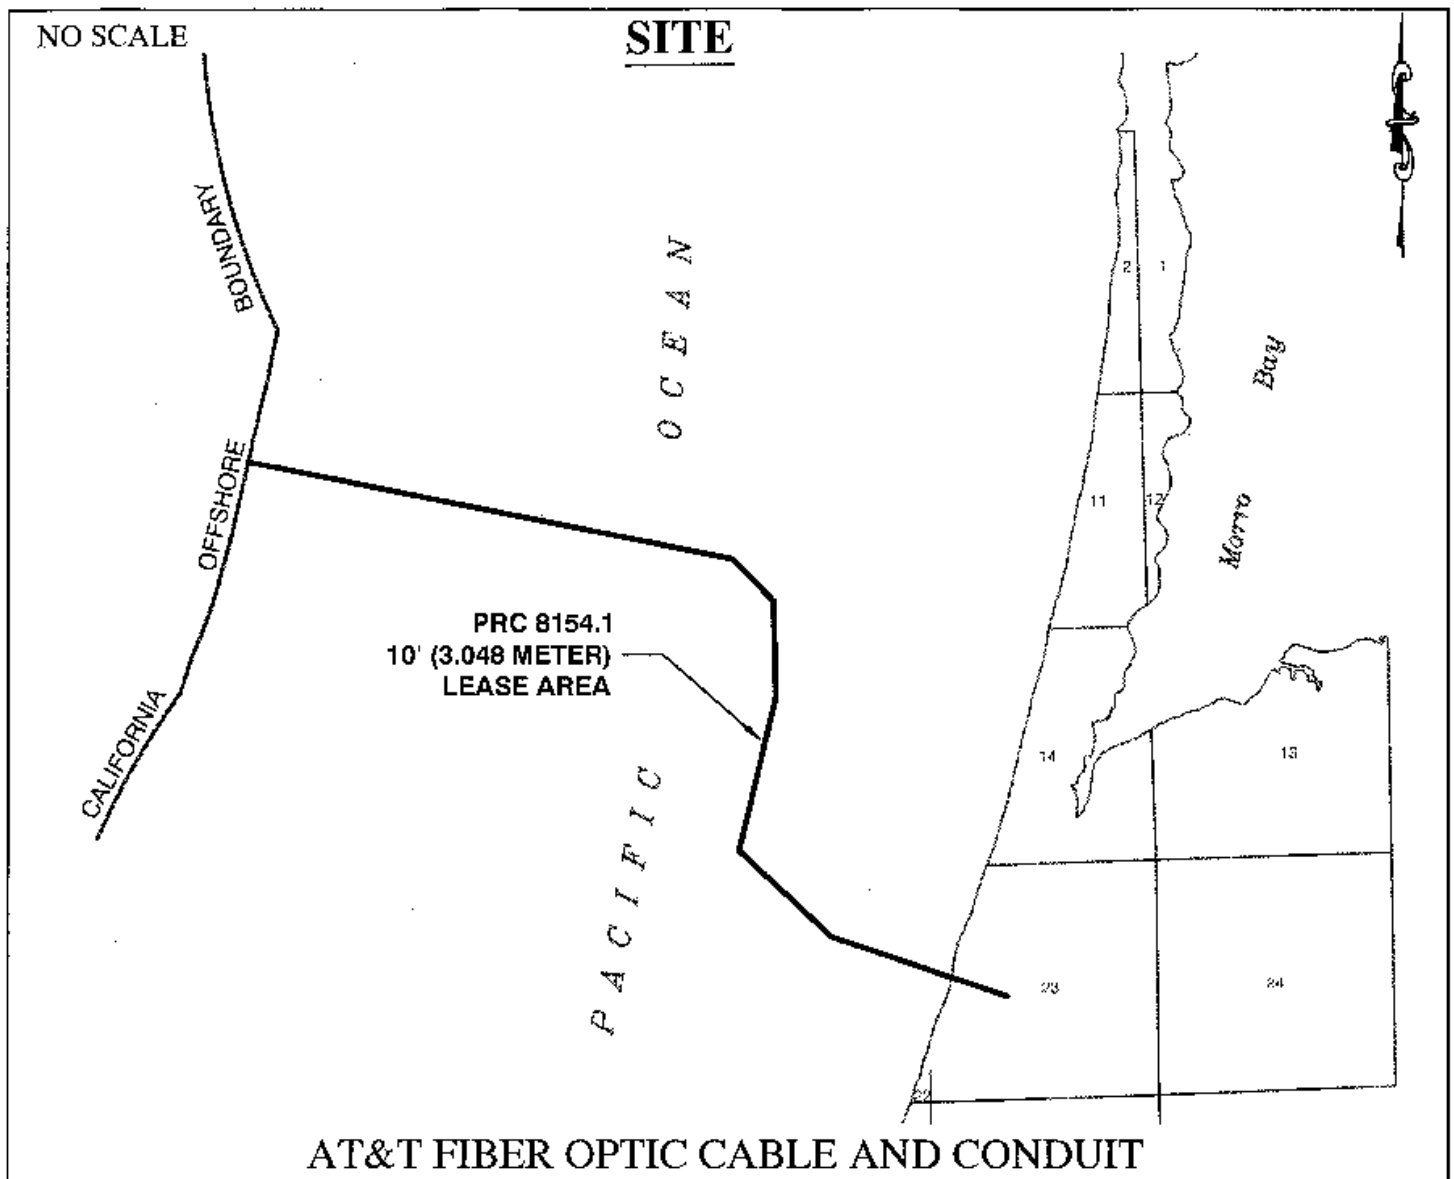 NO SCALE
SITE
BOUNDARY
OFFSHORE
CALIFORNIA
OCEAN
PACIFIC
PRC 8154.1
10' (3.048 METER)
LEASE AREA
2
1
Bay
11
12
Morro
14
13
23
24
22
AT&T FIBER OPTIC CABLE AND CONDUIT